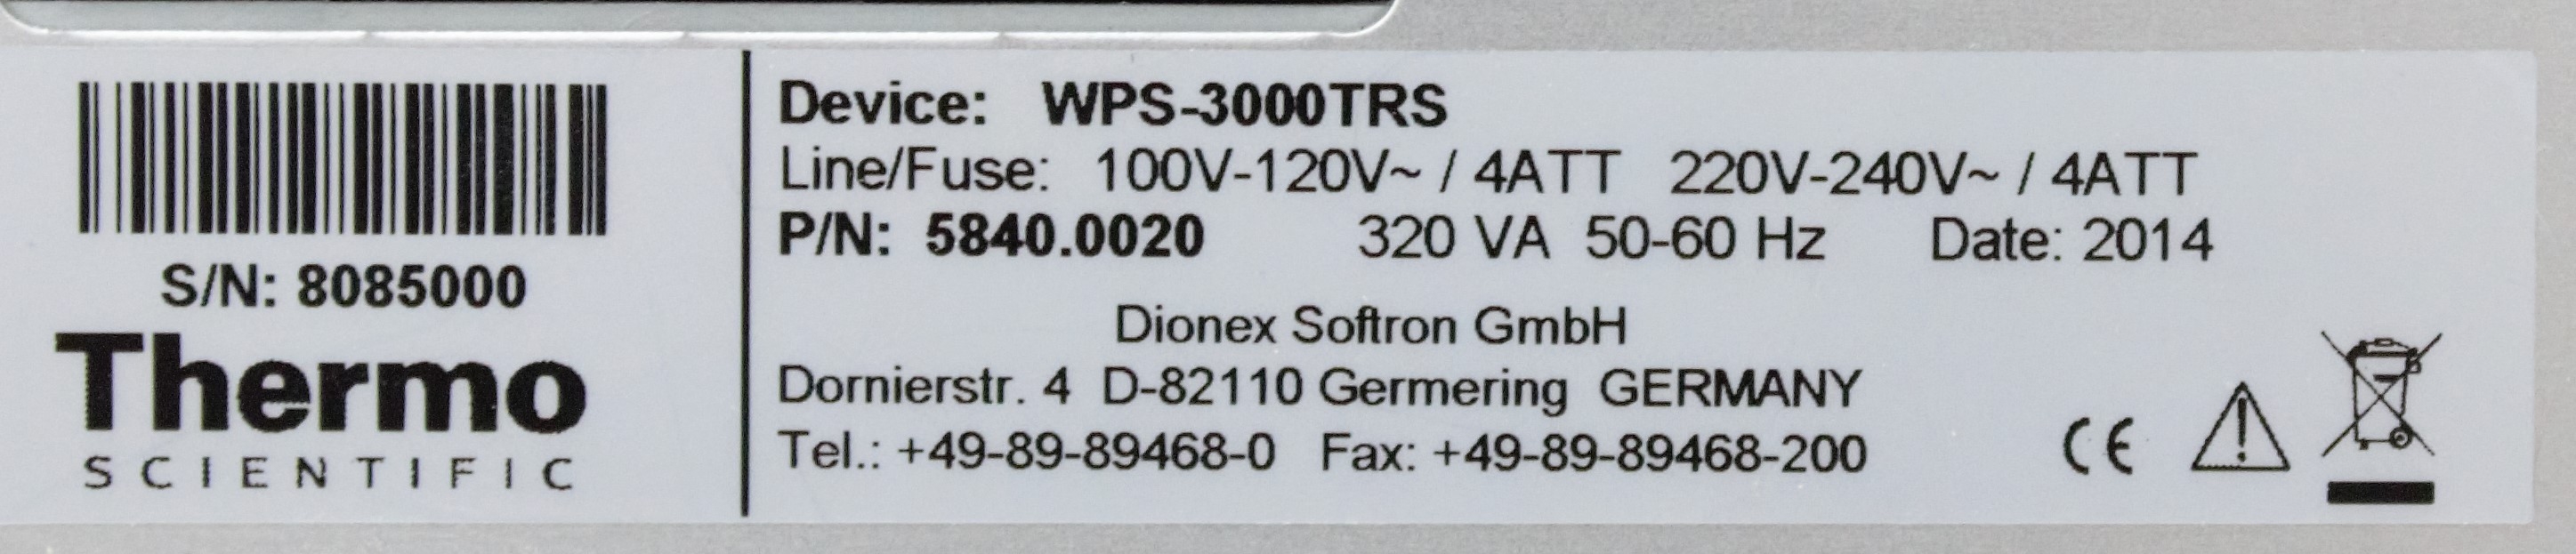 S/N: 8085000
Thermo
SCIENTIFIC
Device: WPS-3000TRS
Line/Fuse: 100V-120V~ / 4ATT 220V-240V~ / 4ATT
P/N: 5840.0020 320 VA 50-60 Hz Date: 2014
Dionex Softron GmbH
Dornierstr. 4 D-82110 Germering GERMANY
Tel.: +49-89-89468-0 Fax: +49-89-89468-200
CE